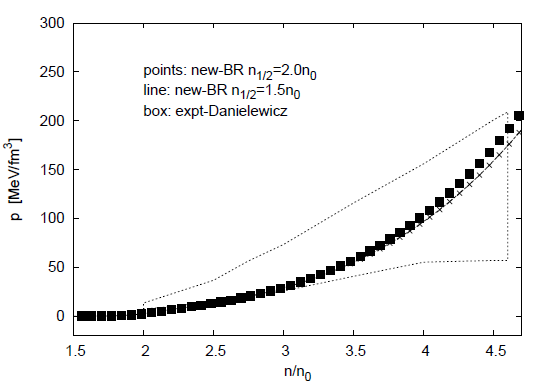 300
250
200
150
100
50
0
p [MeV/fm³]
points: new-BR n₁/₂=2.0n₀
line: new-BR n₁/₂=1.5n₀
box: expt-Danielewicz
1.5 2 2.5 3 3.5 4 4.5
n/n₀